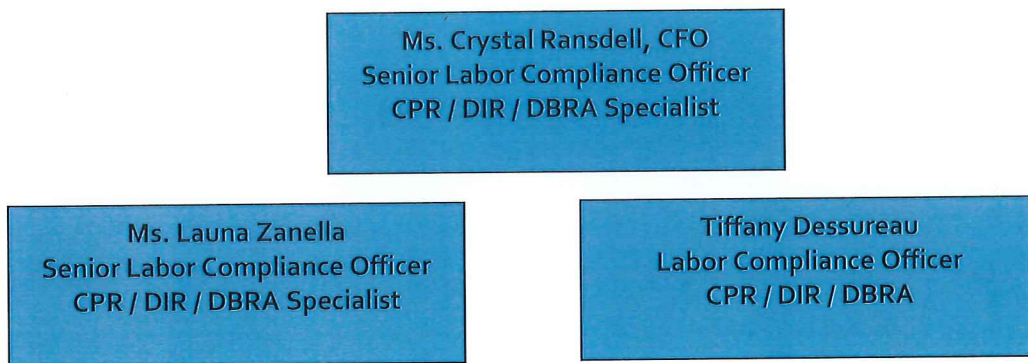 Ms. Crystal Ransdell, CFO
Senior Labor Compliance Officer
CPR / DIR / DBRA Specialist
Ms. Launa Zanella
Senior Labor Compliance Officer
CPR / DIR / DBRA Specialist
Tiffany Dessureau
Labor Compliance Officer
CPR / DIR / DBRA